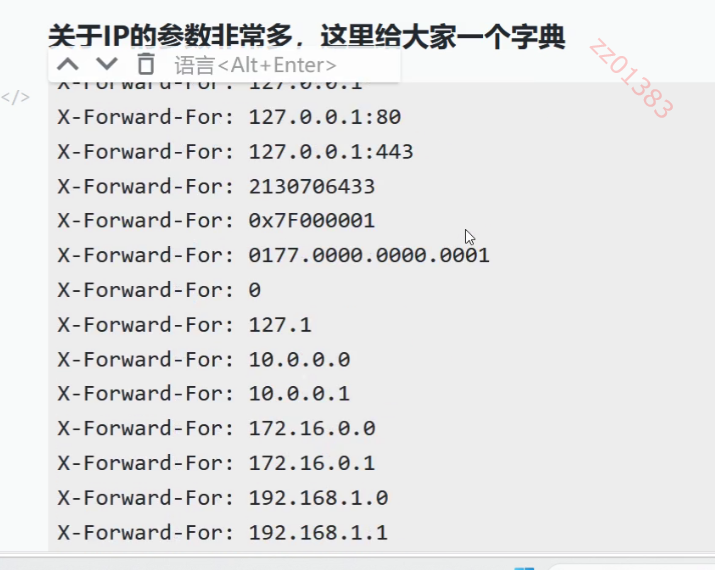 关于IP的参数非常多，这里给大家一个字典
语言<Alt+Enter>
</>
X-Forward-For: 127.0.0.1
X-Forward-For: 127.0.0.1:80
X-Forward-For: 127.0.0.1:443
X-Forward-For: 2130706433
X-Forward-For: 0x7F000001
X-Forward-For: 0177.0000.0000.0001
X-Forward-For: 0
X-Forward-For: 127.1
X-Forward-For: 10.0.0.0
X-Forward-For: 10.0.0.1
X-Forward-For: 172.16.0.0
X-Forward-For: 172.16.0.1
X-Forward-For: 192.168.1.0
X-Forward-For: 192.168.1.1
zz01383